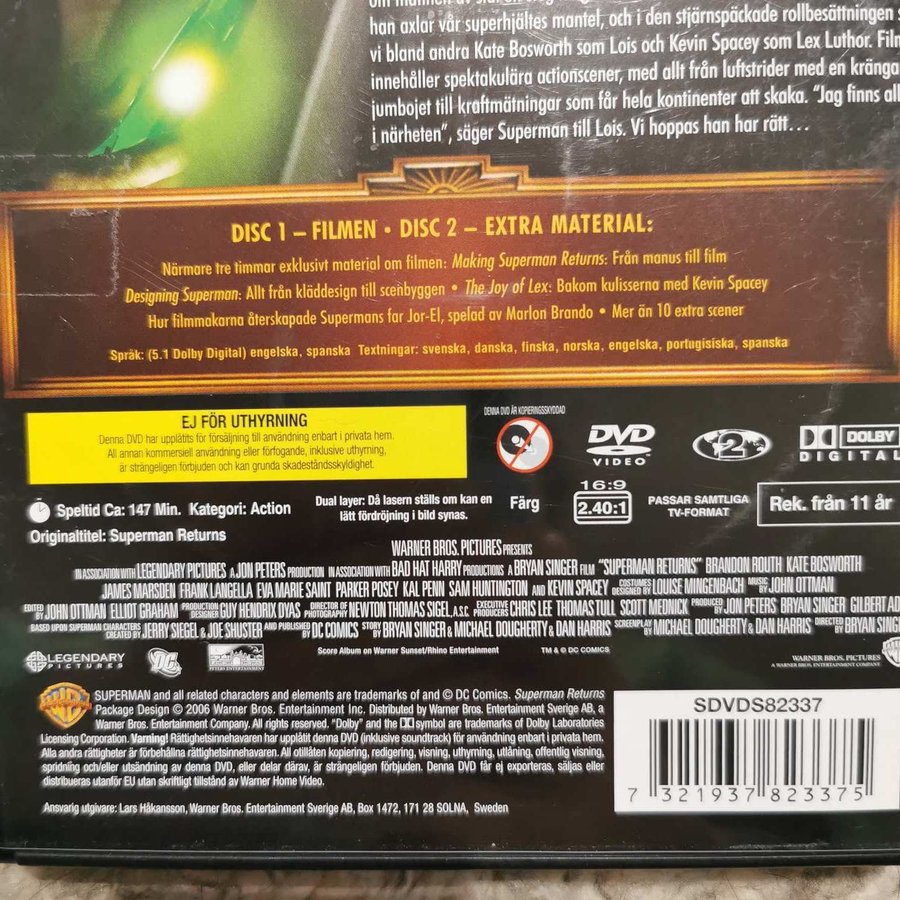 han axlar vår superhjältes mantel, och i den stjärnspäckade rollbesättningen
vi bland andra Kate Bosworth som Lois och Kevin Spacey som Lex Luthor.
innehåller spektakulära actionscener, med allt från luftstrider med en
jumbojet till kraftmätningar som får hela kontinenter att skaka. "Jag finns
i närheten", säger Superman till Lois. Vi hoppas han har rätt...
DISC 1 – FILMEN • DISC 2 – EXTRA MATERIAL:
Närmare tre timmar exklusivt material om filmen: Making Superman Returns: Från manus till film
Designing Superman: Allt från kläddesign till scenbyggen • The Joy of Lex: Bakom kulisserna med Kevin Spacey
Hur filmmakarna återskapade Supermans far Jor-El, spelad av Marlon Brando • Mer än 10 extra scener
Språk: (5.1 Dolby Digital) engelska, spanska Textningar: svenska, danska, finska, norska, engelska, portugisiska, spanska
EJ FÖR UTHYRNING
Denna DVD har upplåtits för försäljning till användning enbart i privata hem.
All annan kommersiell användning eller förfogande, inklusive uthyrning,
är strängeligen förbjuden och kan grunda skadeståndsskyldighet.
DENNA DVD ÄR KOPIERINGSSKYDDAD
DVD VIDEO
2
DOLBY DIGITAL
Speltid Ca: 147 Min. Kategori: Action
Dual layer: Då lasern ställs om kan en
lätt fördröjning i bild synas.
Färg
16:9
2.40:1
PASSAR SAMTLIGA
TV-FORMAT
Rek. från 11 år
Originaltitel: Superman Returns
WARNER BROS. PICTURES PRESENTS
IN ASSOCIATION WITH LEGENDARY PICTURES A JON PETERS PRODUCTION IN ASSOCIATION WITH BAD HAT HARRY PRODUCTIONS A BRYAN SINGER FILM "SUPERMAN RETURNS" BRANDON ROUTH KATE BOSWORTH
JAMES MARSDEN FRANK LANGELLA EVA MARIE SAINT PARKER POSEY KAL PENN SAM HUNTINGTON AND KEVIN SPACEY COSTUMES DESIGNED BY LOUISE MINGENBACH MUSIC BY JOHN OTTMAN
EDITED BY JOHN OTTMAN ELLIOT GRAHAM PRODUCTION DESIGNER GUY HENDRIX DYAS DIRECTOR OF PHOTOGRAPHY NEWTON THOMAS SIGEL, A.S.C. EXECUTIVE PRODUCERS CHRIS LEE THOMAS TULL SCOTT MEDNICK PRODUCED BY JON PETERS BRYAN SINGER GILBERT
BASED UPON SUPERMAN CHARACTERS CREATED BY JERRY SIEGEL & JOE SHUSTER AND PUBLISHED BY DC COMICS STORY BY BRYAN SINGER & MICHAEL DOUGHERTY & DAN HARRIS SCREENPLAY BY MICHAEL DOUGHERTY & DAN HARRIS DIRECTED BY BRYAN
Score Album on Warner Sunset/Rhino Entertainment
TM & © DC COMICS
LEGENDARY PICTURES
DC
PETERS ENTERTAINMENT
WARNER BROS. PICTURES
A WARNER BROS. ENTERTAINMENT COMPANY
SUPERMAN and all related characters and elements are trademarks of and © DC Comics. Superman Returns
Package Design © 2006 Warner Bros. Entertainment Inc. Distributed by Warner Bros. Entertainment Sverige AB, a
Warner Bros. Entertainment Company. All rights reserved. "Dolby" and the symbol are trademarks of Dolby Laboratories
Licensing Corporation. Varning! Rättighetsinnehavaren har upplåtit denna DVD (inklusive soundtrack) för användning enbart i privata hem.
Alla andra rättigheter är förbehållna rättighetsinnehavaren. All otillåten kopiering, redigering, visning, uthyrning, utlåning, offentlig visning,
spridning och/eller utsändning av denna DVD, eller delar därav, är strängeligen förbjuden. Denna DVD får ej exporteras, säljas eller
distribueras utanför EU utan skriftligt tillstånd av Warner Home Video.
Ansvarig utgivare: Lars Håkansson, Warner Bros. Entertainment Sverige AB, Box 1472, 171 28 SOLNA, Sweden
SDVDS82337
7 321937 823375